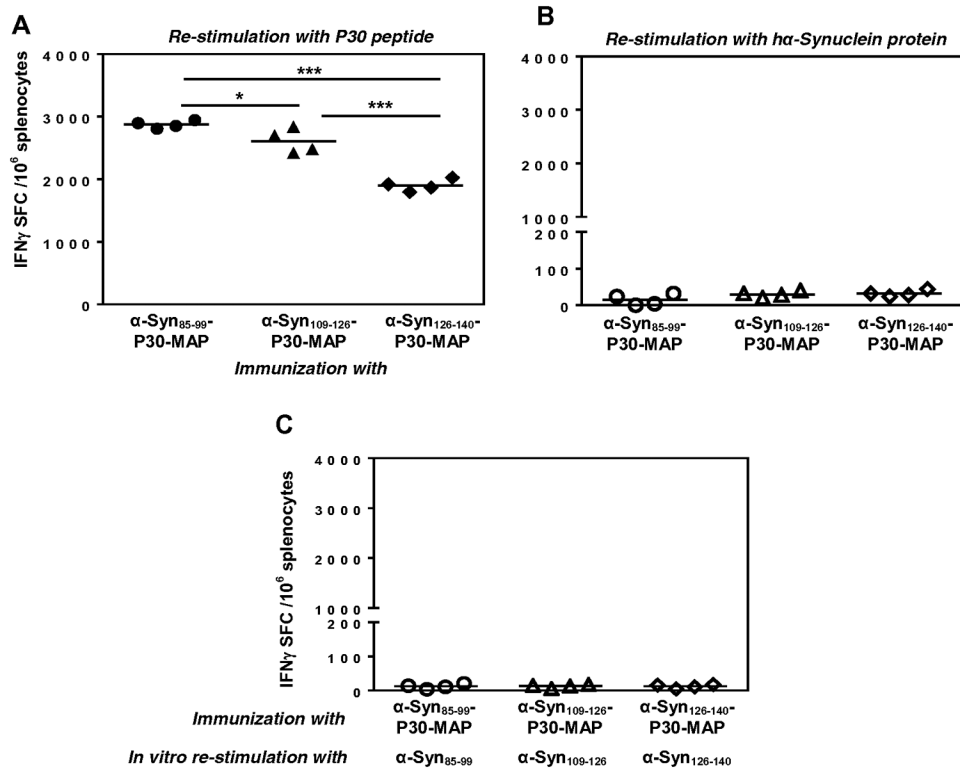 A
Re-stimulation with P30 peptide
IFNγ SFC /10⁶ splenocytes
4000
3000
2000
1000
0
***
*
***
α-Syn₈₅₋₉₉-
P30-MAP
α-Syn₁₀₉₋₁₂₆-
P30-MAP
α-Syn₁₂₆₋₁₄₀-
P30-MAP
Immunization with
B
Re-stimulation with hα-Synuclein protein
4000
3000
2000
1000
200
100
0
α-Syn₈₅₋₉₉-
P30-MAP
α-Syn₁₀₉₋₁₂₆-
P30-MAP
α-Syn₁₂₆₋₁₄₀-
P30-MAP
C
IFNγ SFC /10⁶ splenocytes
4000
3000
2000
1000
200
100
0
Immunization with
α-Syn₈₅₋₉₉-
P30-MAP
α-Syn₁₀₉₋₁₂₆-
P30-MAP
α-Syn₁₂₆₋₁₄₀-
P30-MAP
In vitro re-stimulation with
α-Syn₈₅₋₉₉
α-Syn₁₀₉₋₁₂₆
α-Syn₁₂₆₋₁₄₀